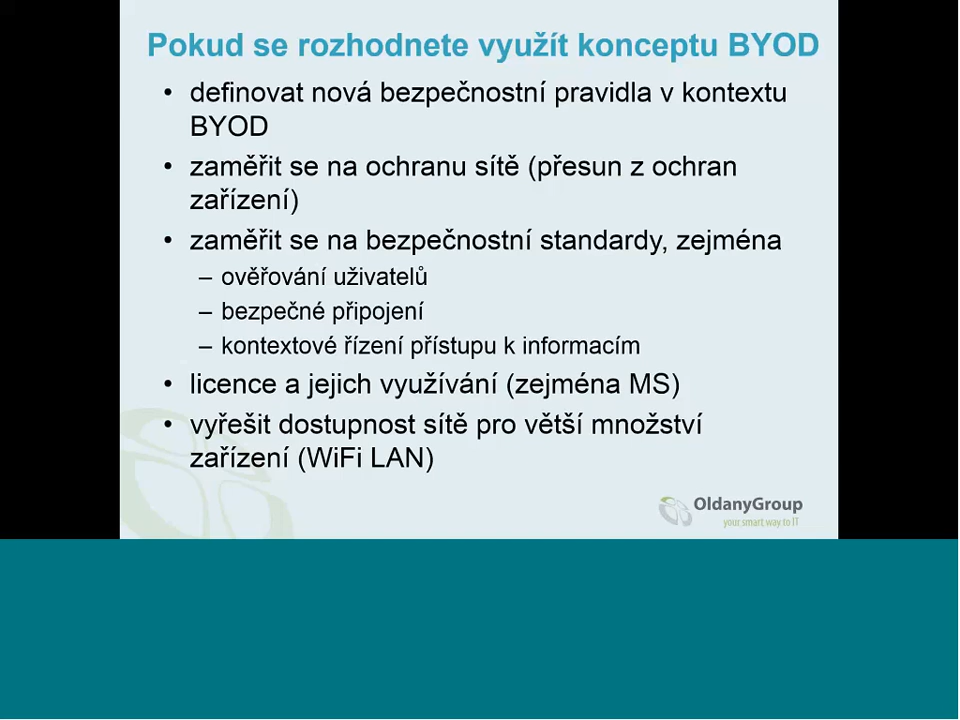 Pokud se rozhodnete využít konceptu BYOD
• definovat nová bezpečnostní pravidla v kontextu
BYOD
• zaměřit se na ochranu sítě (přesun z ochran
zařízení)
• zaměřit se na bezpečnostní standardy, zejména
– ověřování uživatelů
– bezpečné připojení
– kontextové řízení přístupu k informacím
• licence a jejich využívání (zejména MS)
• vyřešit dostupnost sítě pro větší množství
zařízení (WiFi LAN)
OldanyGroup
your smart way to IT